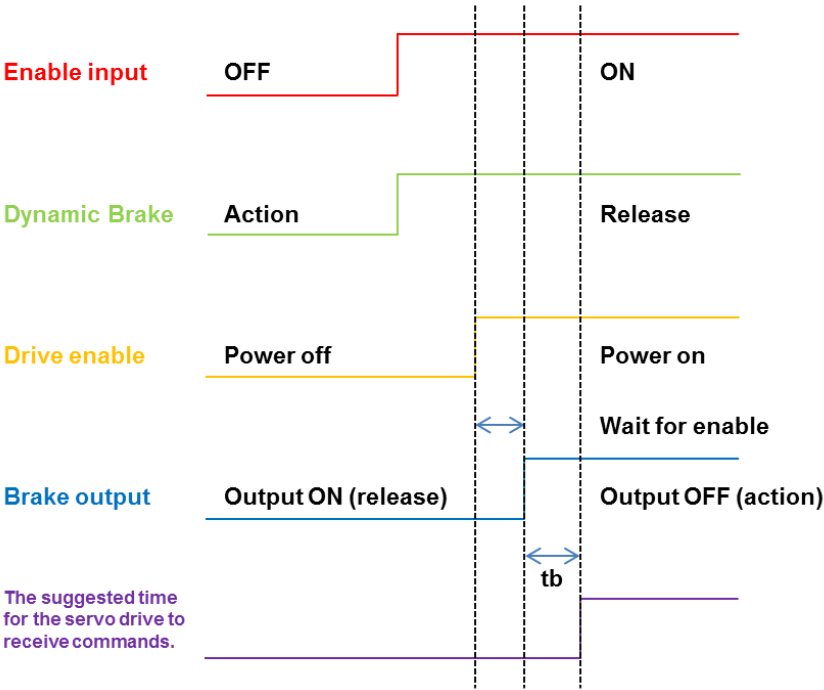 Enable input OFF ON
Dynamic Brake Action Release
Drive enable Power off Power on
Wait for enable
Brake output Output ON (release) Output OFF (action)
tb
The suggested time
for the servo drive to
receive commands.